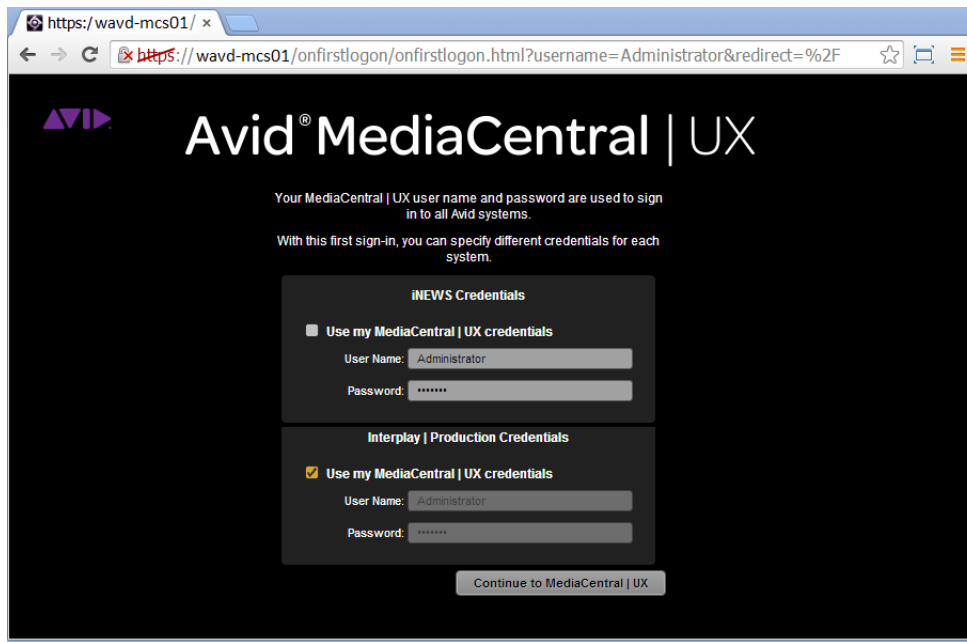 https:/wavd-mcs01/ ×
https://wavd-mcs01/onfirstlogon/onfirstlogon.html?username=Administrator&redirect=%2F
AVID.
Avid® MediaCentral | UX
Your MediaCentral | UX user name and password are used to sign
in to all Avid systems.
With this first sign-in, you can specify different credentials for each
system.
iNEWS Credentials
Use my MediaCentral | UX credentials
User Name: Administrator
Password: •••••••
Interplay | Production Credentials
Use my MediaCentral | UX credentials
User Name: Administrator
Password: •••••••
Continue to MediaCentral | UX